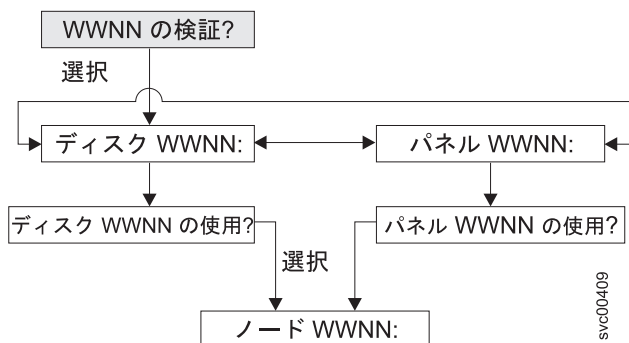 WWNN の検証?
選択
ディスク WWNN:
パネル WWNN:
ディスク WWNN の使用?
パネル WWNN の使用?
選択
ノード WWNN:
svc00409